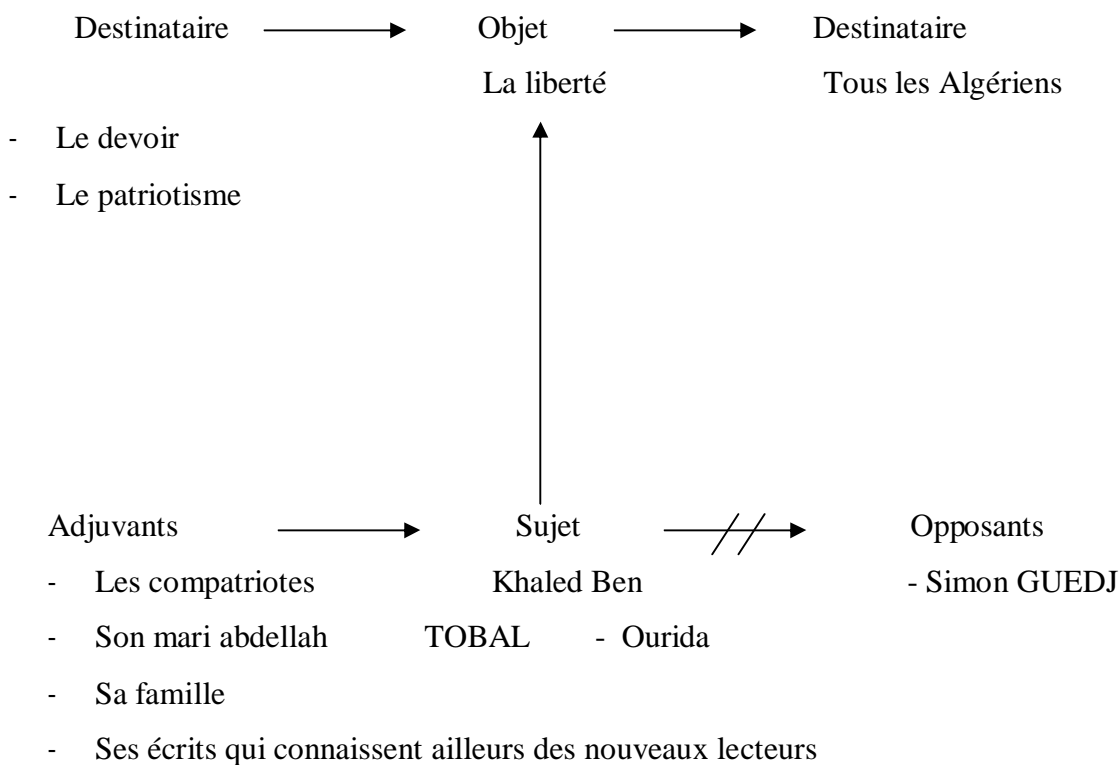 Destinataire Objet Destinataire
La liberté Tous les Algériens
- Le devoir
- Le patriotisme
Adjuvants Sujet Opposants
- Les compatriotes Khaled Ben - Simon GUEDJ
- Son mari abdellah TOBAL - Ourida
- Sa famille
- Ses écrits qui connaissent ailleurs des nouveaux lecteurs